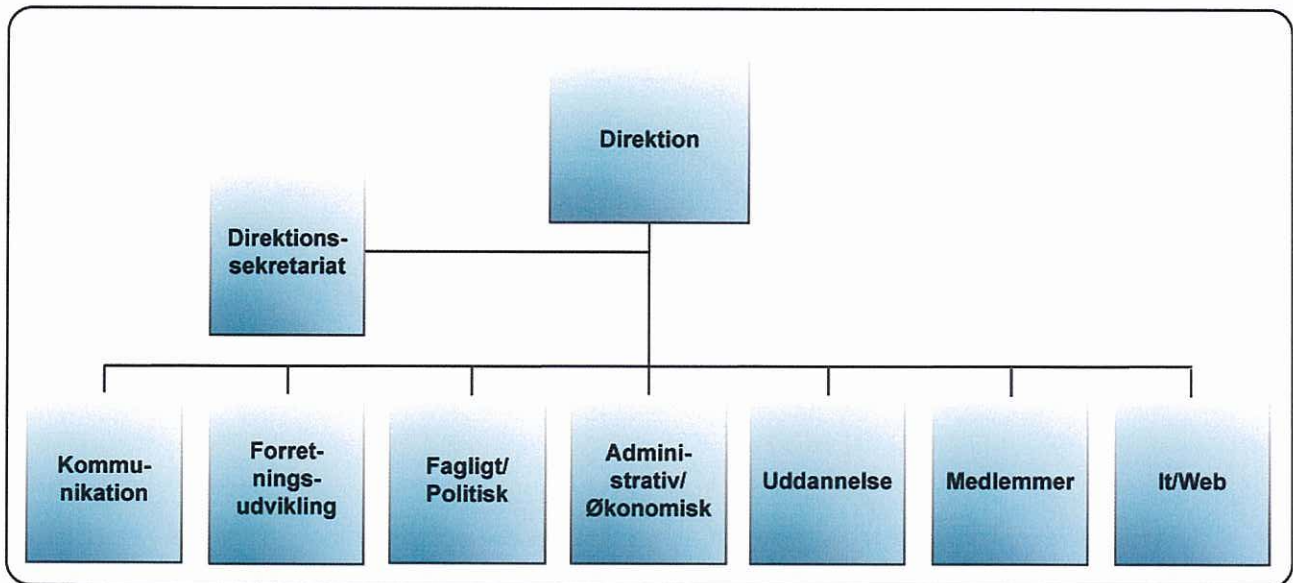 Direktion
Direktions-
sekretariat
Kommu-
nikation
Forret-
nings-
udvikling
Fagligt/
Politisk
Admini-
strativ/
Økonomisk
Uddannelse
Medlemmer
It/Web